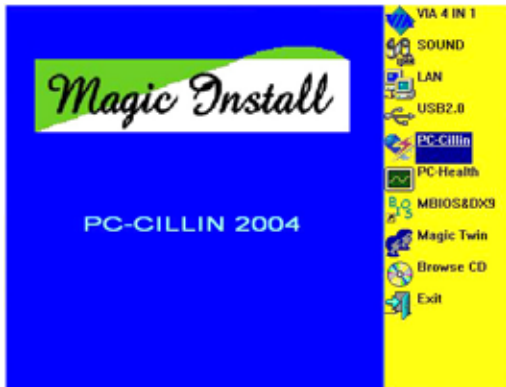 Magic Install
PC-CILLIN 2004
VIA 4 IN 1
SOUND
LAN
USB2.0
PC-Cillin
PC-Health
MBIOS&DX9
Magic Twin
Browse CD
Exit